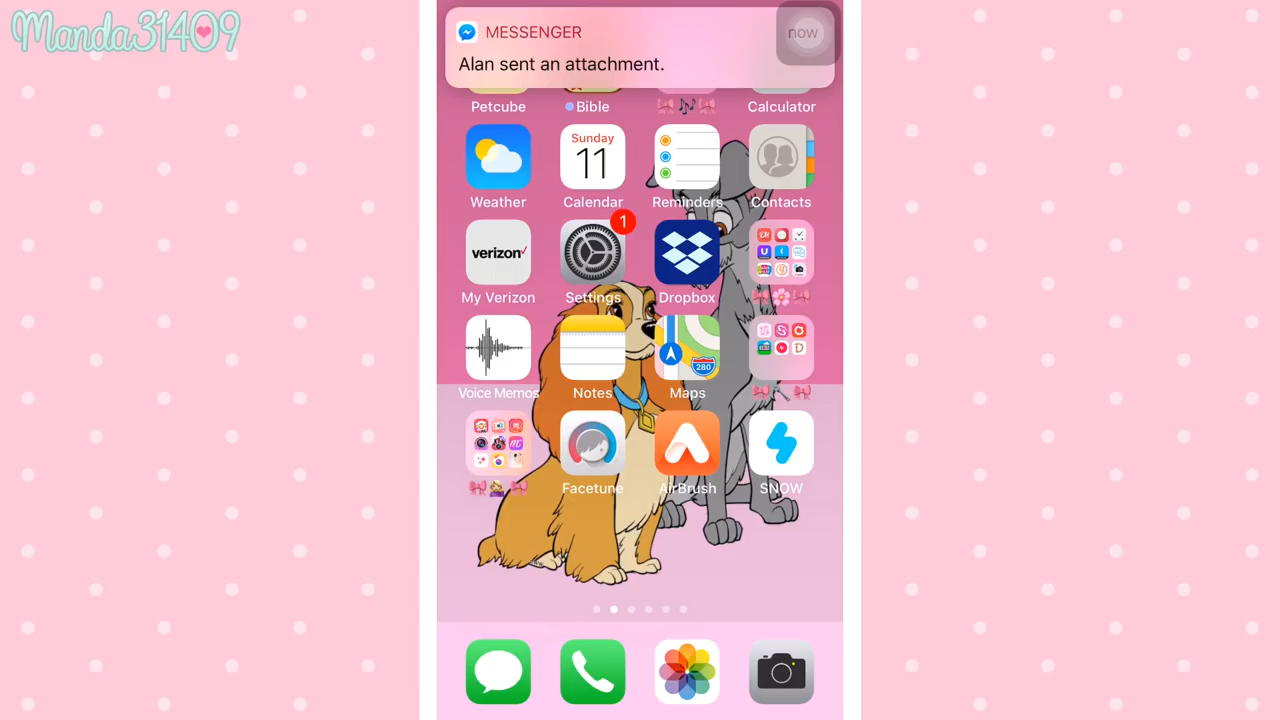 Manda31409
MESSENGER
now
Alan sent an attachment.
Petcube
Bible
Calculator
Sunday
11
Weather
Calendar
Reminders
Contacts
verizon
1
My Verizon
Settings
Dropbox
280
Voice Memos
Notes
Maps
Facetune
AirBrush
SNOW